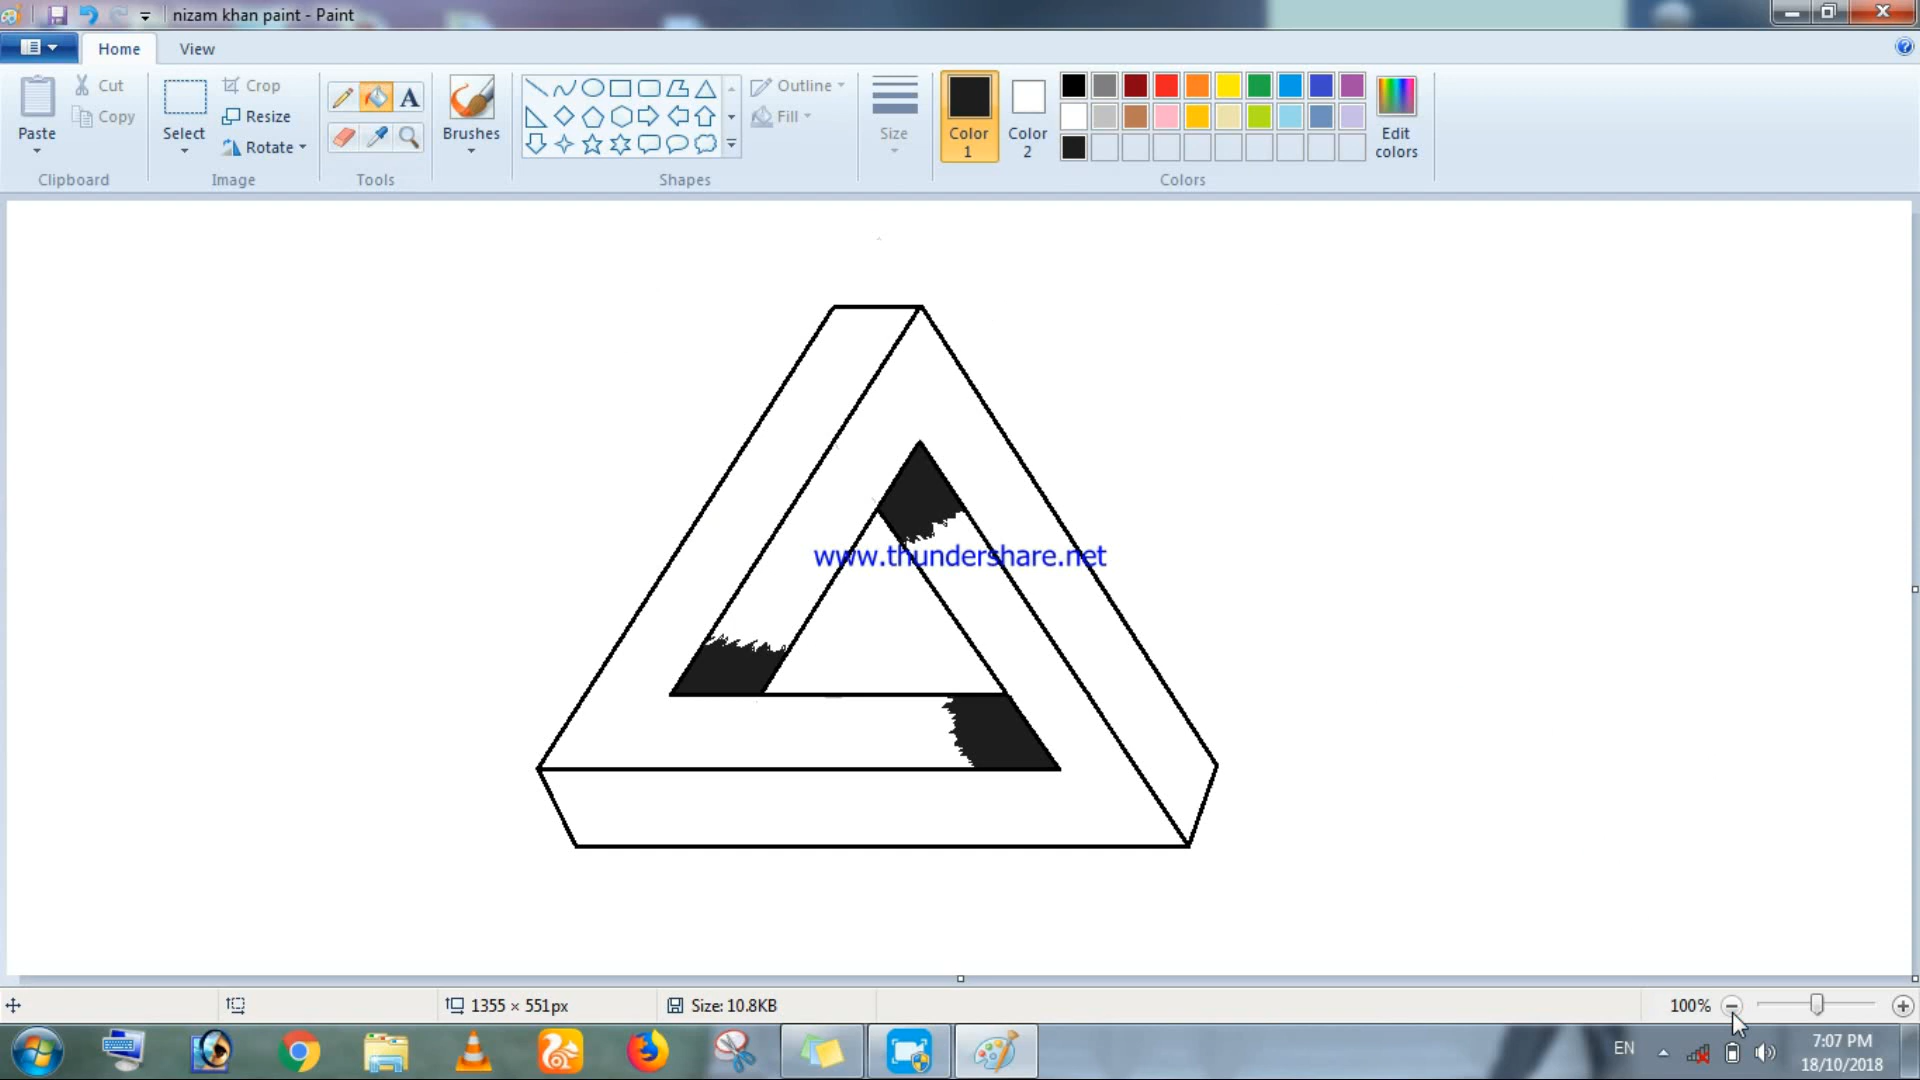 nizam khan paint - Paint
Home
View
Paste
Cut
Copy
Clipboard
Select
Crop
Resize
Rotate
Image
A
Tools
Brushes
Shapes
Outline
Fill
Size
Color
1
Color
2
Edit
colors
Colors
www.thundershare.net
1355 × 551px
Size: 10.8KB
100%
EN
7:07 PM
18/10/2018